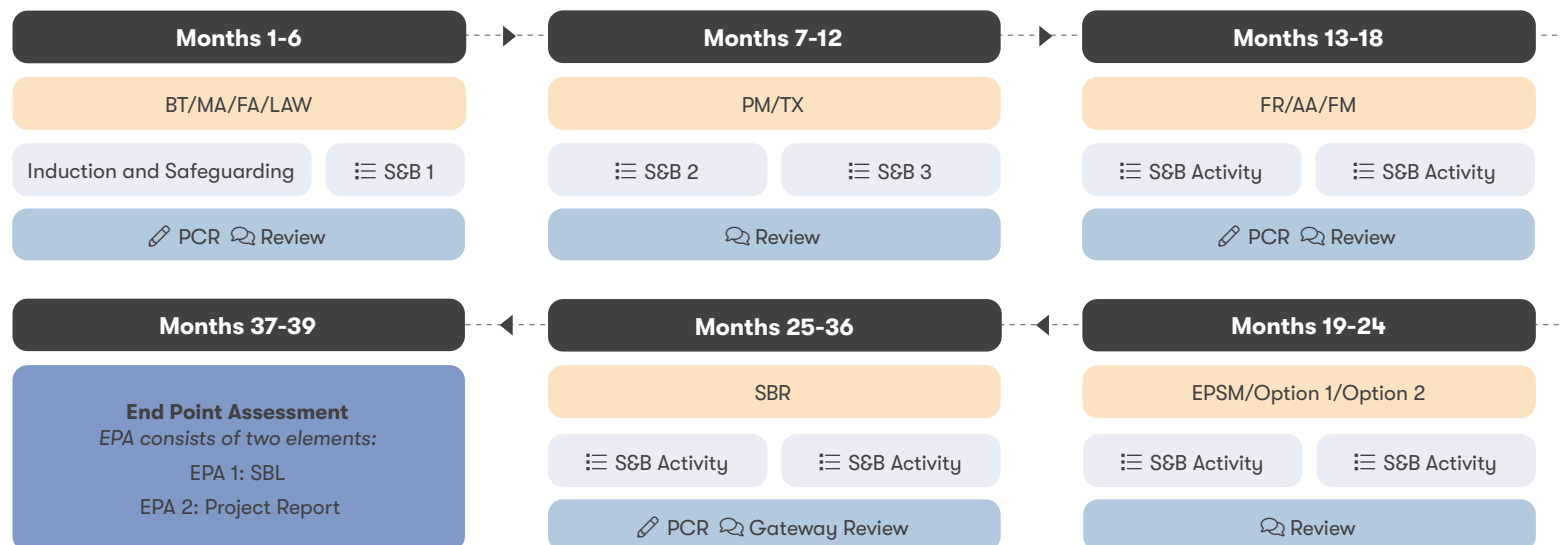 Months 1-6
BT/MA/FA/LAW
Induction and Safeguarding
S&B 1
PCR Review
Months 7-12
PM/TX
S&B 2
S&B 3
Review
Months 13-18
FR/AA/FM
S&B Activity
S&B Activity
PCR Review
Months 19-24
EPSM/Option 1/Option 2
S&B Activity
S&B Activity
Review
Months 25-36
SBR
S&B Activity
S&B Activity
PCR Gateway Review
Months 37-39
End Point Assessment
EPA consists of two elements:
EPA 1: SBL
EPA 2: Project Report